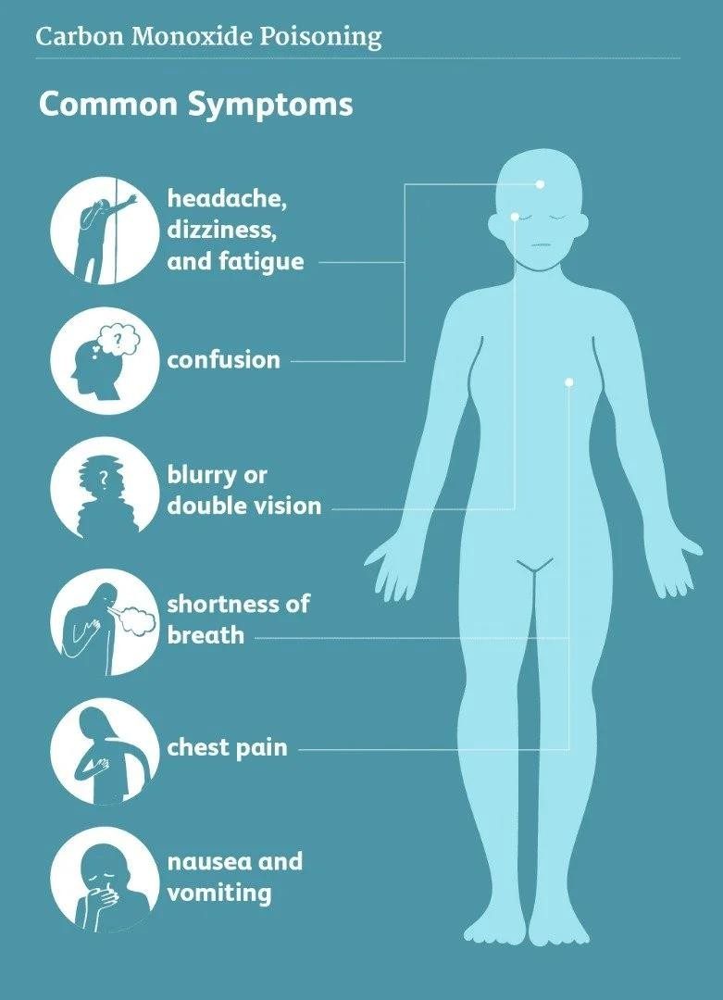 Carbon Monoxide Poisoning
Common Symptoms
headache,
dizziness,
and fatigue
?
confusion
?
blurry or
double vision
shortness of
breath
chest pain
nausea and
vomiting